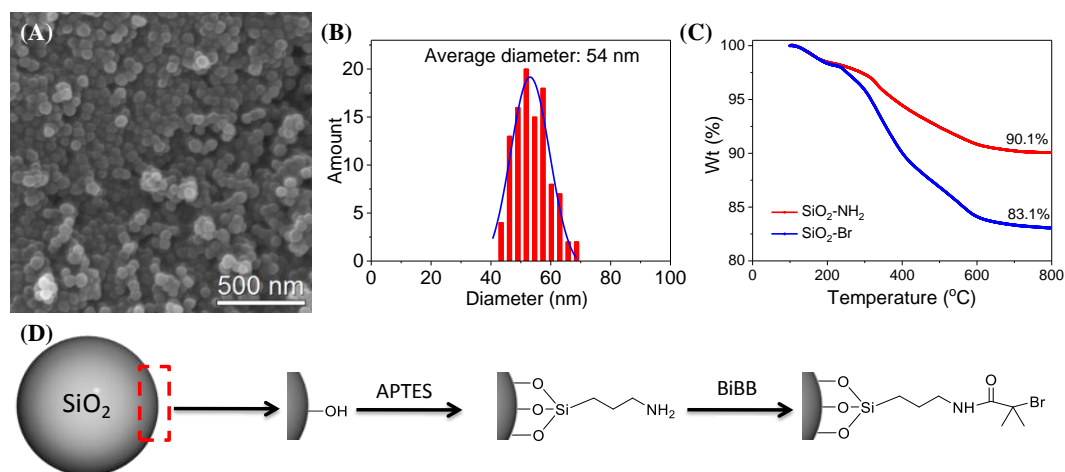 (A)
500 nm
(B)
Average diameter: 54 nm
Amount
20
15
10
5
0
0 20 40 60 80 100
Diameter (nm)
(C)
Wt (%)
100
95
90
85
80
90.1%
83.1%
SiO2-NH2
SiO2-Br
200 400 600 800
Temperature (oC)
(D)
SiO2
OH
APTES
O
O
O
Si
NH2
BiBB
O
O
O
Si
NH
O
Br